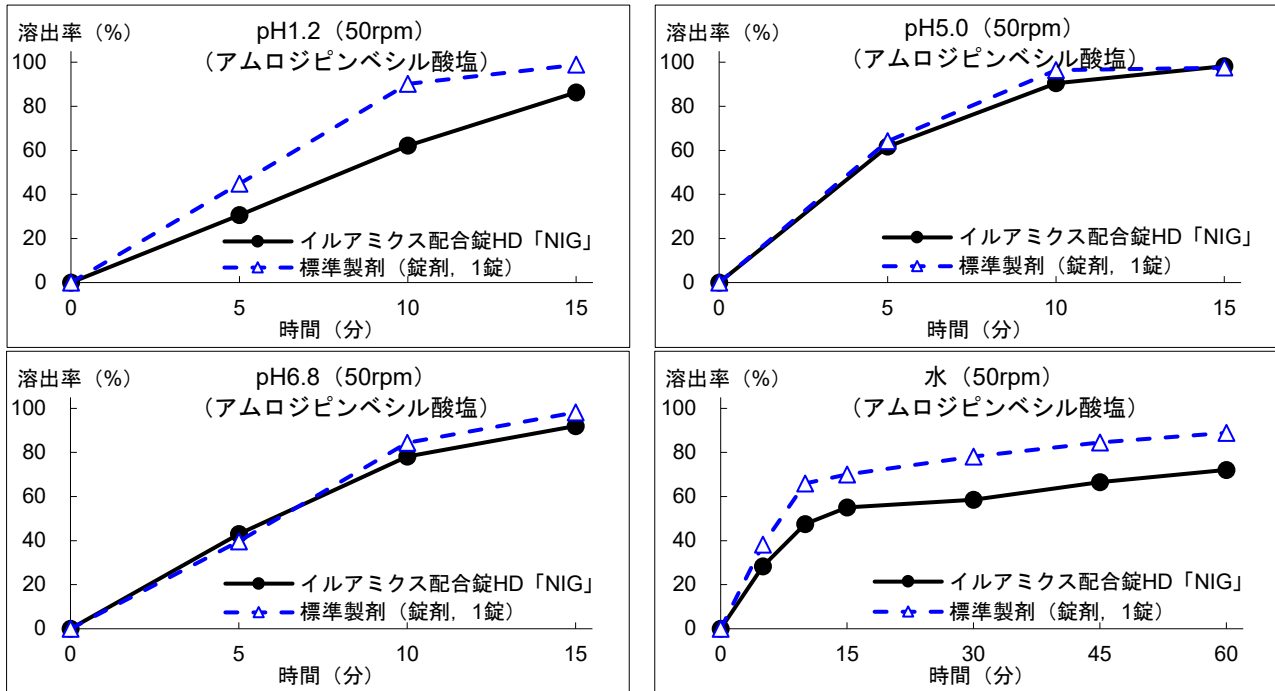 溶出率（%）
pH1.2（50rpm）
（アムロジピンベシル酸塩）
100
80
60
40
20
0
イルアミクス配合錠HD「NIG」
標準製剤（錠剤，1錠）
0 5 10 15
時間（分）
溶出率（%）
pH5.0（50rpm）
（アムロジピンベシル酸塩）
100
80
60
40
20
0
イルアミクス配合錠HD「NIG」
標準製剤（錠剤，1錠）
0 5 10 15
時間（分）
溶出率（%）
pH6.8（50rpm）
（アムロジピンベシル酸塩）
100
80
60
40
20
0
イルアミクス配合錠HD「NIG」
標準製剤（錠剤，1錠）
0 5 10 15
時間（分）
溶出率（%）
水（50rpm）
（アムロジピンベシル酸塩）
100
80
60
40
20
0
イルアミクス配合錠HD「NIG」
標準製剤（錠剤，1錠）
0 15 30 45 60
時間（分）